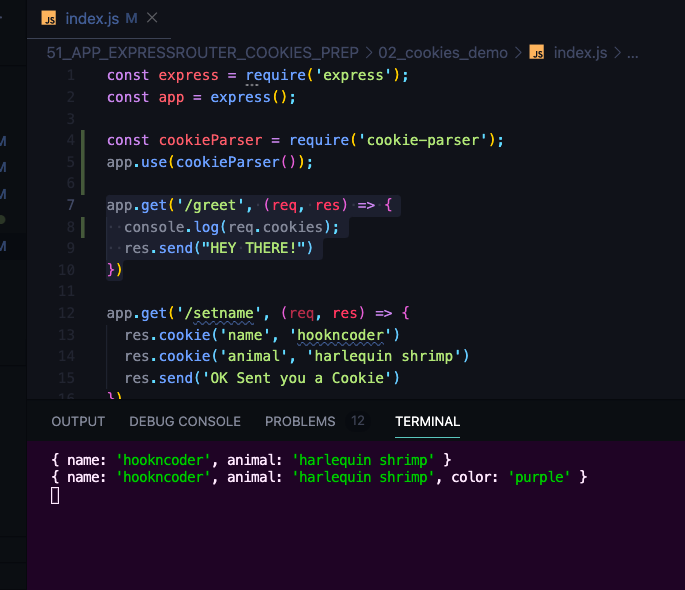 JS index.js M ×
51_APP_EXPRESSROUTER_COOKIES_PREP > 02_cookies_demo > JS index.js > ...
1 const express = require('express');
2 const app = express();
3
4 const cookieParser = require('cookie-parser');
5 app.use(cookieParser());
6
7 app.get('/greet', (req, res) => {
8 console.log(req.cookies);
9 res.send("HEY THERE!")
10 })
11
12 app.get('/setname', (req, res) => {
13 res.cookie('name', 'hookncoder')
14 res.cookie('animal', 'harlequin shrimp')
15 res.send('OK Sent you a Cookie')
16 })
M
M
M
M
OUTPUT DEBUG CONSOLE PROBLEMS 12 TERMINAL
{ name: 'hookncoder', animal: 'harlequin shrimp' }
{ name: 'hookncoder', animal: 'harlequin shrimp', color: 'purple' }